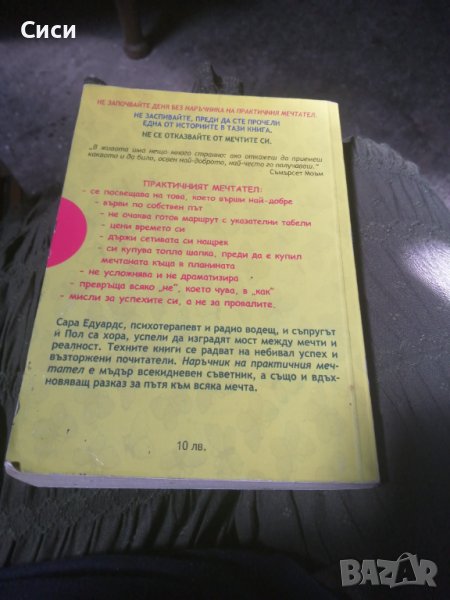 Сиси
НЕ ЗАПОЧВАЙТЕ ДЕНЯ БЕЗ НАРЪЧНИКА НА ПРАКТИЧНИЯ МЕЧТАТЕЛ.
НЕ ЗАСПИВАЙТЕ, ПРЕДИ ДА СТЕ ПРОЧЕЛИ
ЕДНА ОТ ИСТОРИИТЕ В ТАЗИ КНИГА.
НЕ СЕ ОТКАЗВАЙТЕ ОТ МЕЧТИТЕ СИ.
„В живота има нещо много странно: ако откажеш да приемеш
каквото и да било, освен най-доброто, най-често го получаваш.“
Съмърсет Моъм
ПРАКТИЧНИЯТ МЕЧТАТЕЛ:
- се посвещава на това, което върши най-добре
- върви по собствен път
- не очаква готов маршрут с указателни табели
- цени времето си
- държи сетивата си нащрек
- си купува топла шапка, преди да е купил
мечтаната къща в планината
- не усложнява и не драматизира
- превръща всяко „не“, което чува, в „как“
- мисли за успехите си, а не за провалите.
Сара Едуардс, психотерапевт и радио водещ, и съпругът
ѝ Пол са хора, успели да изградят мост между мечти и
реалност. Техните книги се радват на небивал успех и
възторжени почитатели. Наръчник на практичния меч-
тател е мъдър всекидневен съветник, а също и вдъх-
новяващ разказ за пътя към всяка мечта.
10 лв.
BAZAR